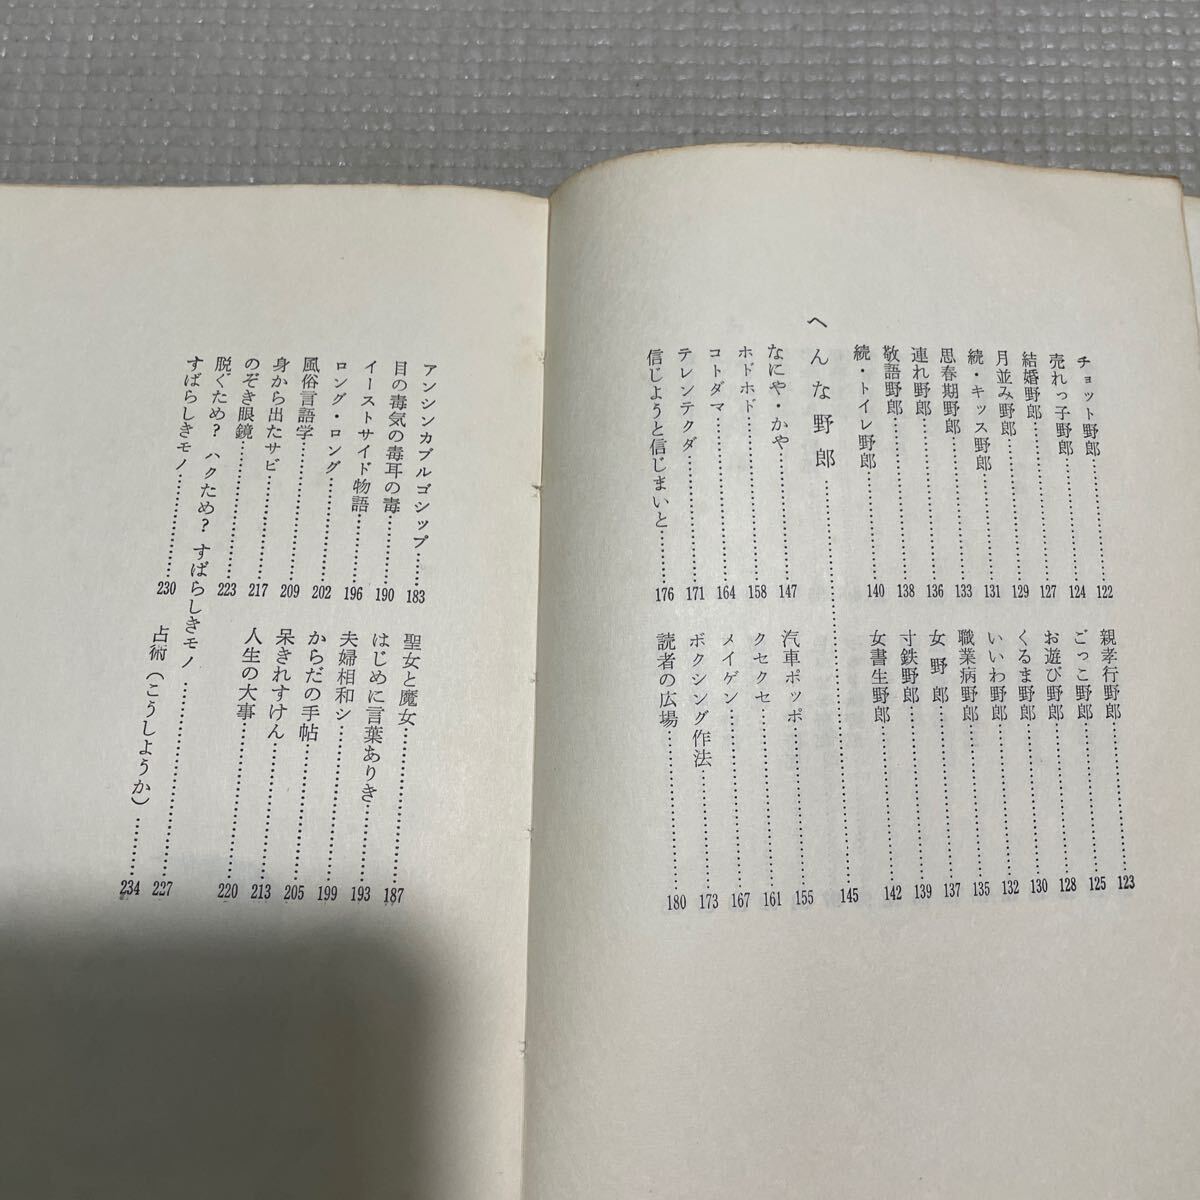 チョット野郎……122 親孝行野郎……123
売れっ子野郎……124 ごっこ野郎……125
結婚野郎……127 お遊び野郎……128
月並み野郎……129 くるま野郎……130
続・キッス野郎……131 いいわ野郎……132
思春期野郎……133 職業病野郎……135
連れ野郎……136 女野郎……137
敬語野郎……138 寸鉄野郎……139
続・トイレ野郎……140 女書生野郎……142
へんな野郎……145
なにや・かや……147 汽車ポッポ……155
ホドホド……158 クセクセ……161
コトダマ……164 メイゲン……167
テレンテクダ……171 ボクシング作法……173
信じようと信じまいと……176 読者の広場……180
アンシンカブルゴシップ……183 聖女と魔女……187
目の毒気の毒耳の毒……190 はじめに言葉ありき……193
イーストサイド物語……196 夫婦相和シ……199
ロング・ロング……202 からだの手帖……205
風俗言語学……209 呆きれすけん……213
身から出たサビ……217 人生の大事……220
のぞき眼鏡……223
脱ぐため? ハクため? すばらしきモノ……227
すばらしきモノ……230 占術(こうしようか)……234